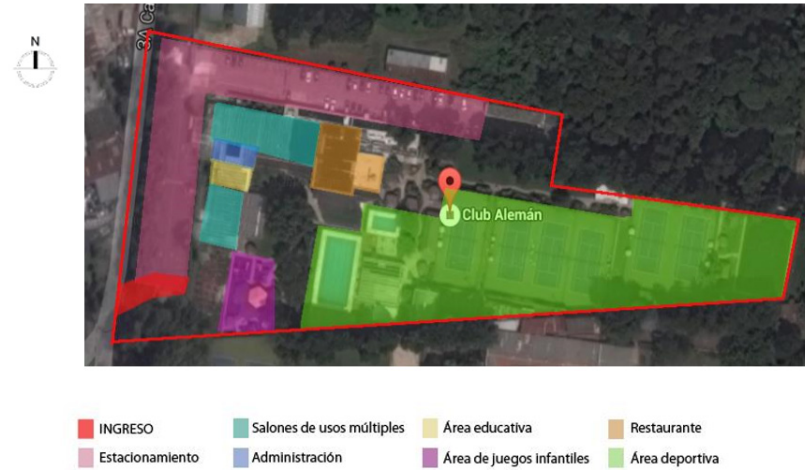 N
3A Ca
Club Alemán
INGRESO
Salones de usos múltiples
Área educativa
Restaurante
Estacionamiento
Administración
Área de juegos infantiles
Área deportiva